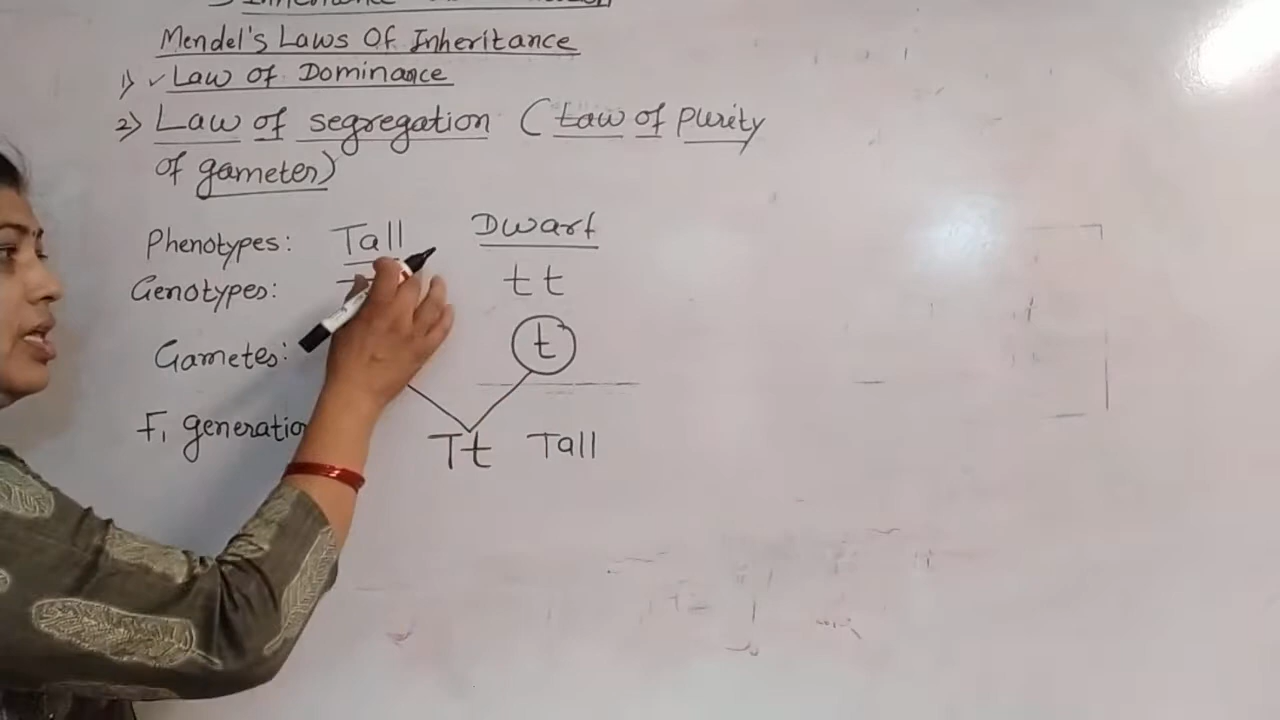 Mendel's Laws Of Inheritance
1) ✓ Law of Dominance
2) Law of segregation (Law of purity
of gametes)
Phenotypes: Tall Dwarf
Genotypes: tt
Gametes: t
F1 generation
Tt Tall